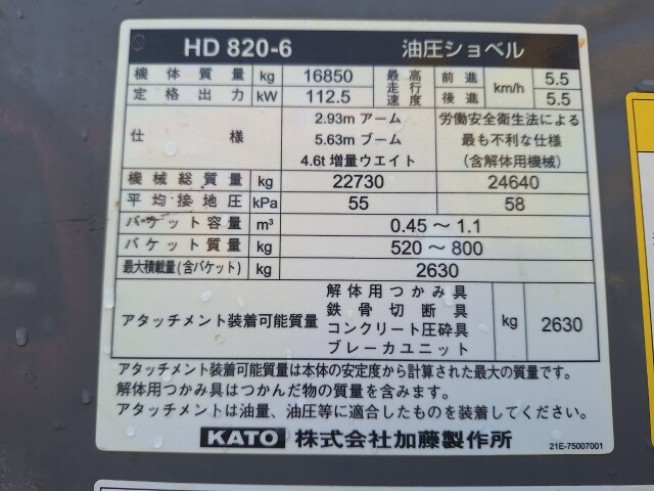 HD 820-6 油圧ショベル
機体質量 kg 16850 最高走行速度 前進 km/h 5.5
定格出力 kW 112.5 後進 5.5
仕様 2.93m アーム 労働安全衛生法による
5.63m ブーム 最も不利な仕様
4.6t 増量ウエイト (含解体用機械)
機械総質量 kg 22730 24640
平均接地圧 kPa 55 58
バケット容量 m³ 0.45 ～ 1.1
バケット質量 kg 520 ～ 800
最大積載量(含バケット) kg 2630
解体用つかみ具
鉄骨切断具
アタッチメント装着可能質量 コンクリート圧砕具 kg 2630
ブレーカユニット
アタッチメント装着可能質量は本体の安定度から計算された最大の質量です。
解体用つかみ具はつかんだ物の質量を含みます。
アタッチメントは油量、油圧等に適合したものを装着してください。
KATO 株式会社加藤製作所 21E-75007001